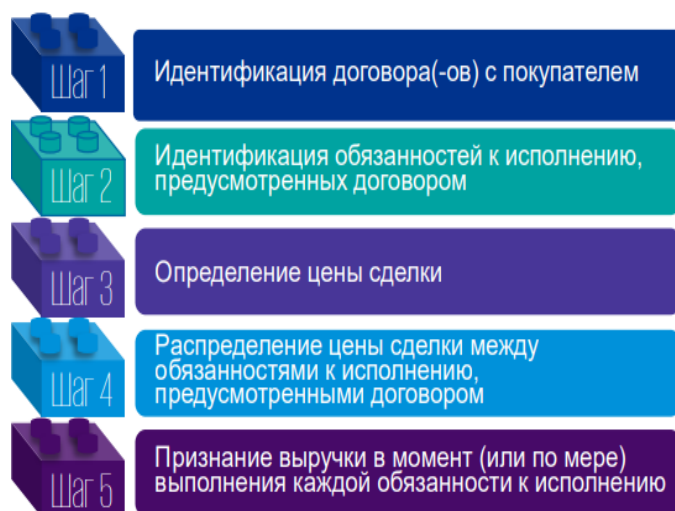 Шаг 1
Идентификация договора(-ов) с покупателем
Шаг 2
Идентификация обязанностей к исполнению,
предусмотренных договором
Шаг 3
Определение цены сделки
Шаг 4
Распределение цены сделки между
обязанностями к исполнению,
предусмотренными договором
Шаг 5
Признание выручки в момент (или по мере)
выполнения каждой обязанности к исполнению